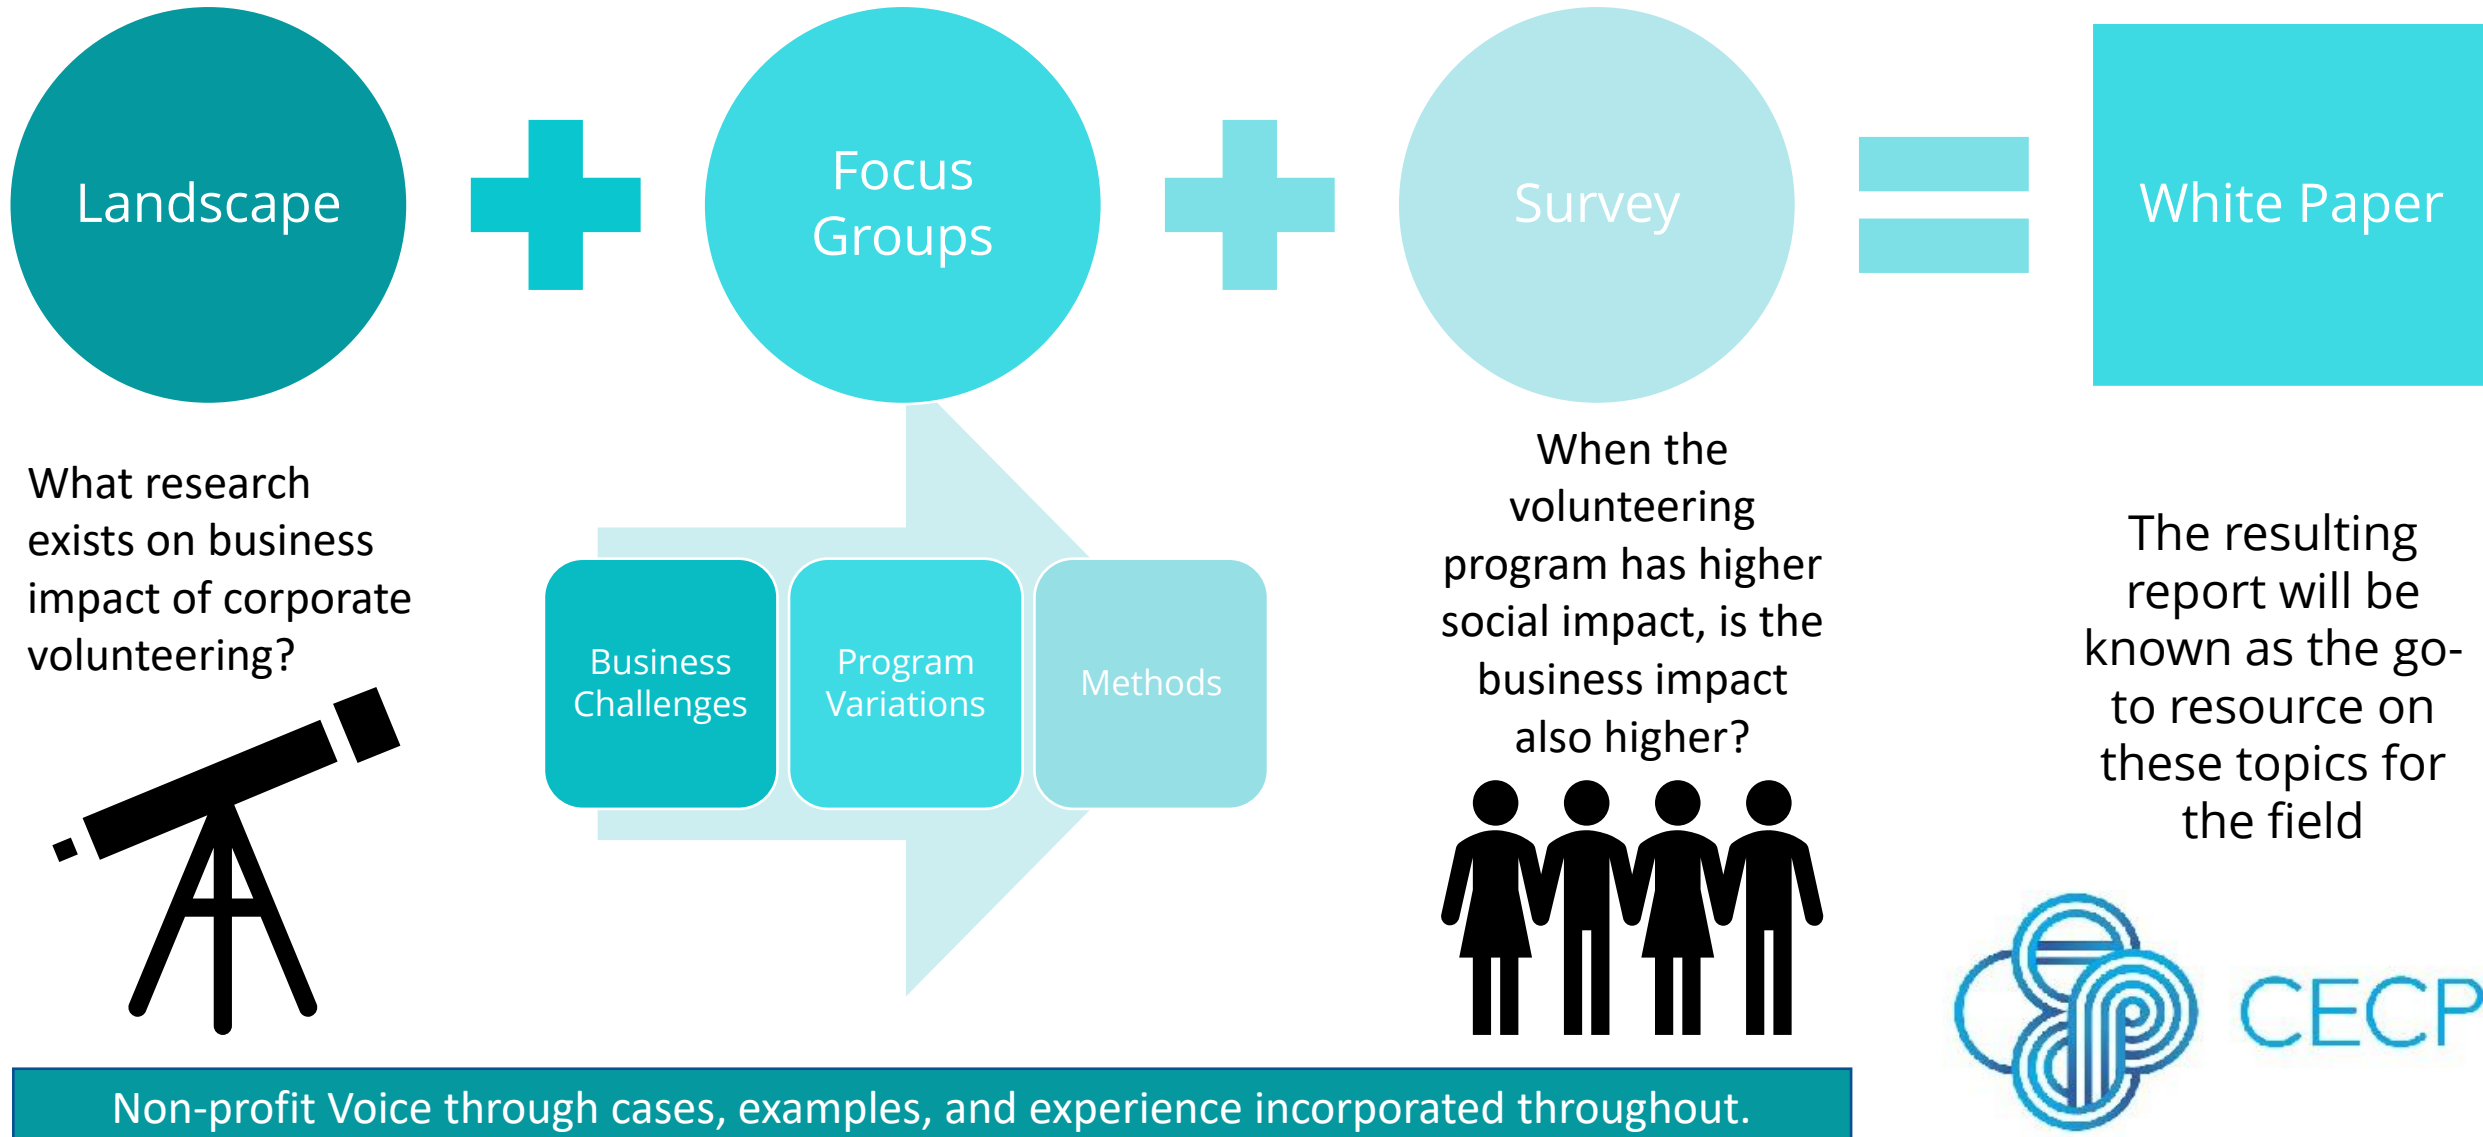 Landscape
Focus
Groups
Survey
White Paper
What research
exists on business
impact of corporate
volunteering?
Business
Challenges
Program
Variations
Methods
When the
volunteering
program has higher
social impact, is the
business impact
also higher?
The resulting
report will be
known as the go-
to resource on
these topics for
the field
CECP
Non-profit Voice through cases, examples, and experience incorporated throughout.